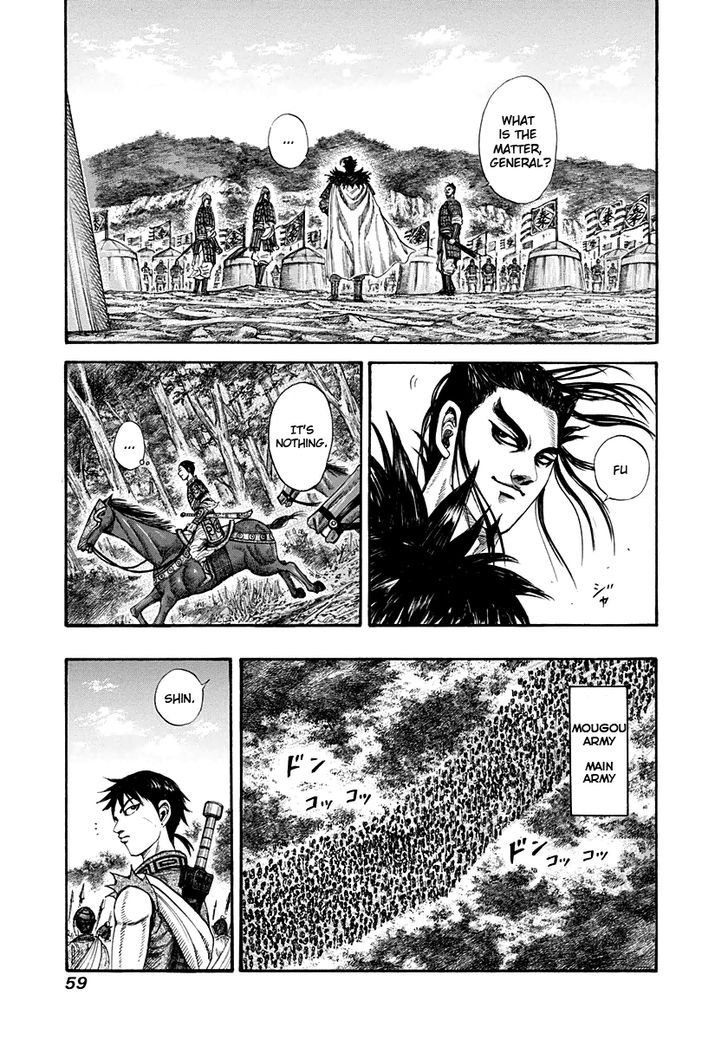 WHAT
IS THE
MATTER,
GENERAL?
...
FU
ジャ
IT'S
NOTHING.
...
MOUGOU
ARMY
MAIN
ARMY
ドン
コッ コッ
ドン
コッ コッ
SHIN.
59